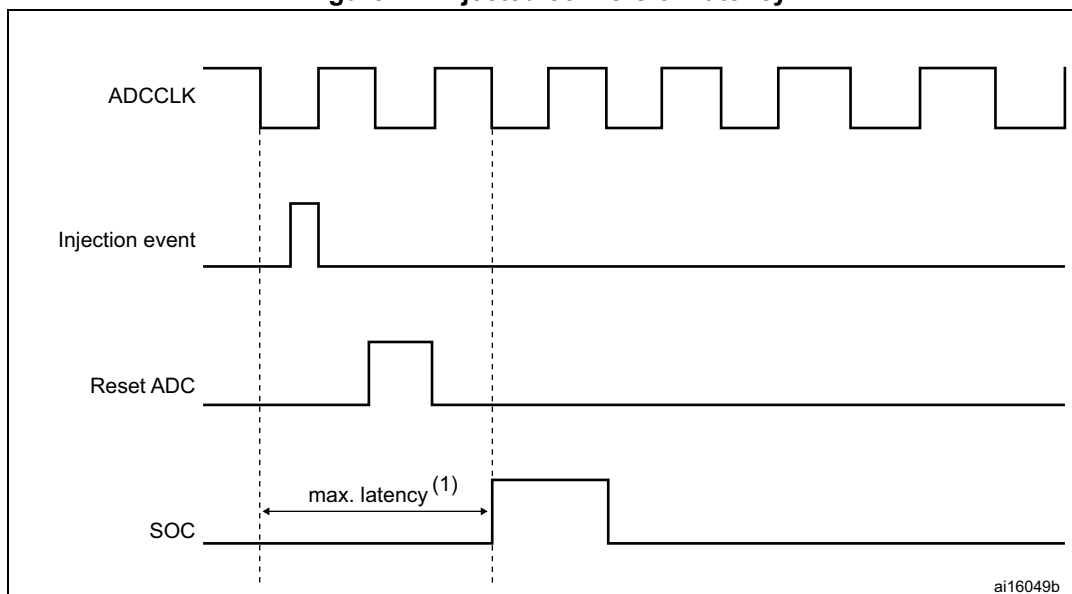 ADCCLK
Injection event
Reset ADC
max. latency (1)
SOC
ai16049b